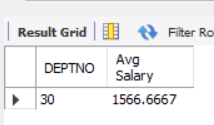 Result Grid Filter Ro
DEPTNO Avg Salary
30 1566.6667